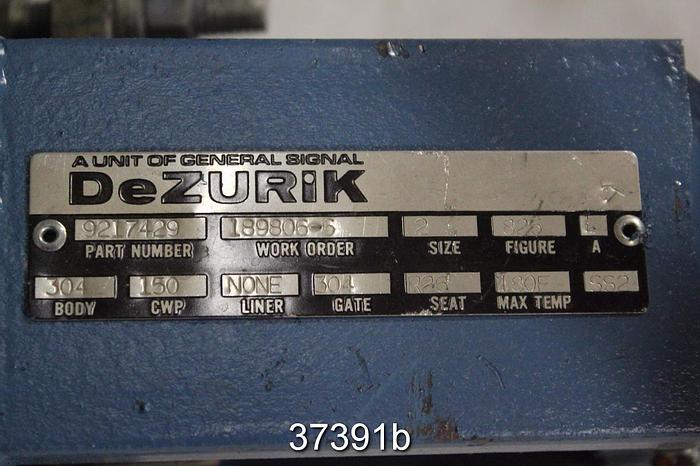 A UNIT OF GENERAL SIGNAL
DeZURiK
9217429 189806-6 2
PART NUMBER WORK ORDER SIZE FIGURE A
304 150 NONE 304 180F SS2
BODY CWP LINER GATE SEAT MAX TEMP
37391b